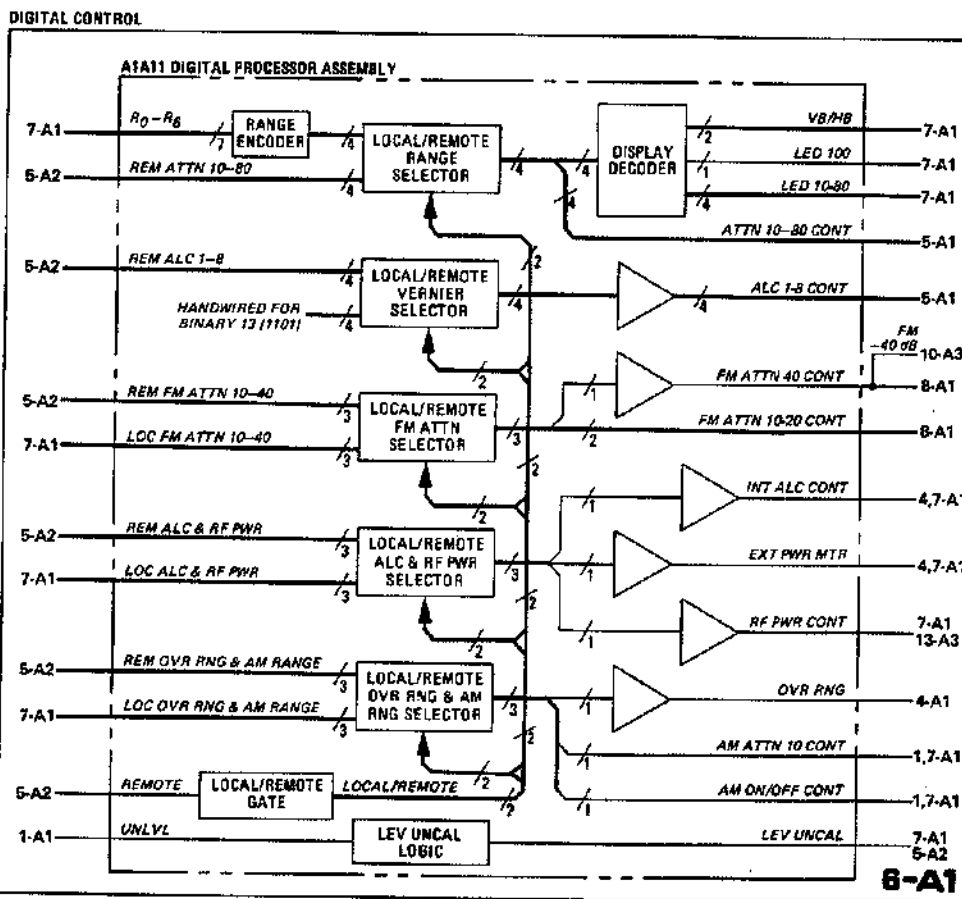 DIGITAL CONTROL
A1A11 DIGITAL PROCESSOR ASSEMBLY
7-A1
R0–R6
7
RANGE
ENCODER
4
LOCAL/REMOTE
RANGE
SELECTOR
4
4
DISPLAY
DECODER
2
VB/HB
7-A1
1
LED 100
7-A1
4
LED 10-80
7-A1
5-A2
REM ATTN 10–80
4
4
ATTN 10–80 CONT
5-A1
2
5-A2
REM ALC 1–8
4
HANDWIRED FOR
BINARY 13 (1101)
4
LOCAL/REMOTE
VERNIER
SELECTOR
4
4
ALC 1-8 CONT
5-A1
2
FM
-40 dB
10-A3
5-A2
REM FM ATTN 10–40
3
7-A1
LOC FM ATTN 10–40
3
LOCAL/REMOTE
FM ATTN
SELECTOR
3
1
FM ATTN 40 CONT
8-A1
2
FM ATTN 10-20 CONT
8-A1
2
2
5-A2
REM ALC & RF PWR
3
7-A1
LOC ALC & RF PWR
3
LOCAL/REMOTE
ALC & RF PWR
SELECTOR
3
1
INT ALC CONT
4,7-A1
1
EXT PWR MTR
4,7-A1
1
RF PWR CONT
7-A1
13-A3
2
2
5-A2
REM OVR RNG & AM RANGE
3
7-A1
LOC OVR RNG & AM RANGE
3
LOCAL/REMOTE
OVR RNG & AM
RNG SELECTOR
3
1
OVR RNG
4-A1
1
AM ATTN 10 CONT
1,7-A1
1
AM ON/OFF CONT
1,7-A1
2
2
5-A2
REMOTE
LOCAL/REMOTE
GATE
LOCAL/REMOTE
2
1-A1
UNLVL
LEV UNCAL
LOGIC
LEV UNCAL
7-A1
5-A2
6-A1